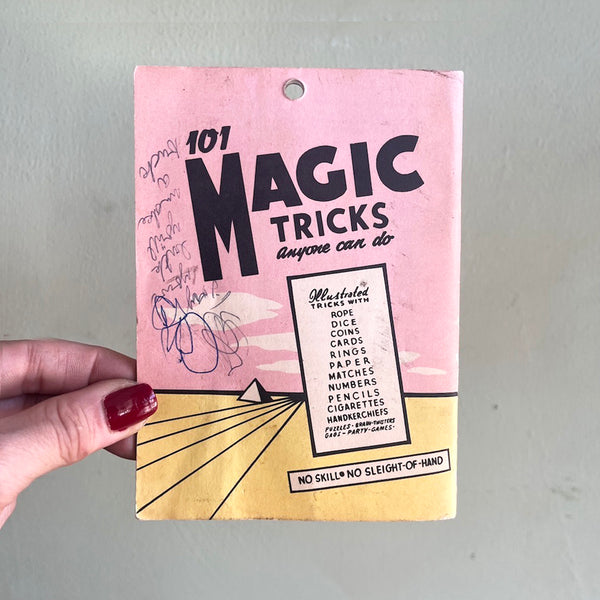 101
MAGIC
TRICKS
anyone can do
Illustrated
TRICKS WITH
ROPE
DICE
COINS
CARDS
RINGS
PAPER
MATCHES
NUMBERS
PENCILS
CIGARETTES
HANDKERCHIEFS
PUZZLES - BRAIN-TWISTERS
GAGS - PARTY-GAMES-
NO SKILL • NO SLEIGHT-OF-HAND